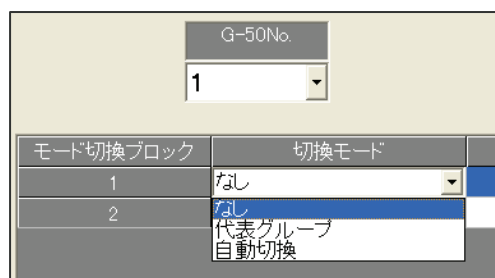 G-50No.
1
モード切換ブロック 切換モード
1 なし
2 なし
代表グループ
自動切換